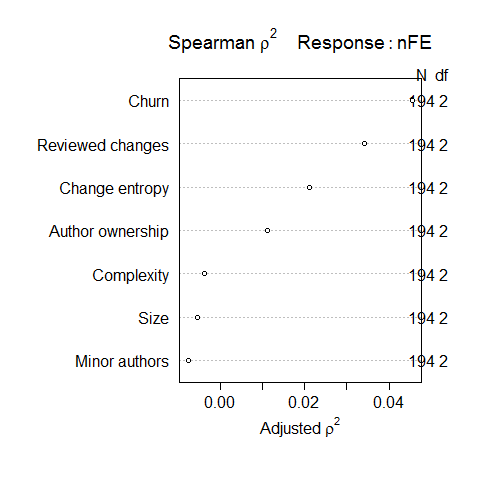 Spearman ρ² Response : nFE
N df
Churn 194 2
Reviewed changes 194 2
Change entropy 194 2
Author ownership 194 2
Complexity 194 2
Size 194 2
Minor authors 194 2
0.00 0.02 0.04
Adjusted ρ²